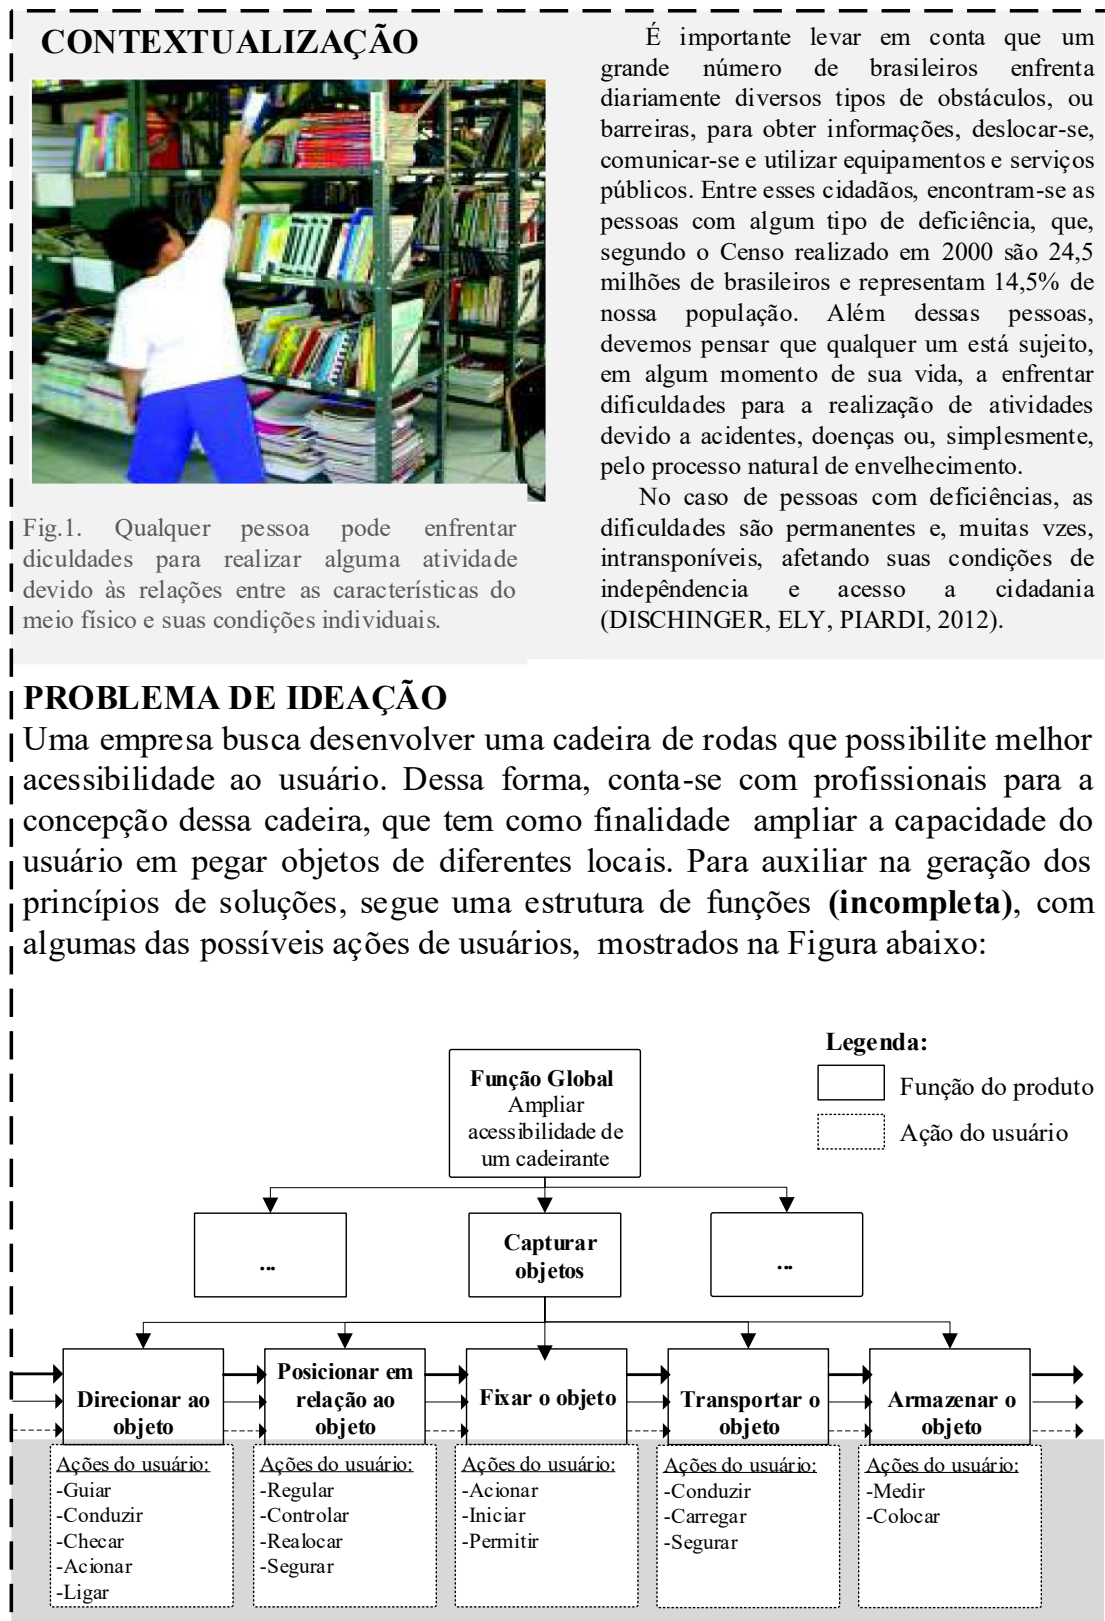 CONTEXTUALIZAÇÃO
Fig.1. Qualquer pessoa pode enfrentar
diculdades para realizar alguma atividade
devido às relações entre as características do
meio físico e suas condições individuais.
É importante levar em conta que um
grande número de brasileiros enfrenta
diariamente diversos tipos de obstáculos, ou
barreiras, para obter informações, deslocar-se,
comunicar-se e utilizar equipamentos e serviços
públicos. Entre esses cidadãos, encontram-se as
pessoas com algum tipo de deficiência, que,
segundo o Censo realizado em 2000 são 24,5
milhões de brasileiros e representam 14,5% de
nossa população. Além dessas pessoas,
devemos pensar que qualquer um está sujeito,
em algum momento de sua vida, a enfrentar
dificuldades para a realização de atividades
devido a acidentes, doenças ou, simplesmente,
pelo processo natural de envelhecimento.
No caso de pessoas com deficiências, as
dificuldades são permanentes e, muitas vzes,
intransponíveis, afetando suas condições de
indepêndencia e acesso a cidadania
(DISCHINGER, ELY, PIARDI, 2012).
PROBLEMA DE IDEAÇÃO
Uma empresa busca desenvolver uma cadeira de rodas que possibilite melhor
acessibilidade ao usuário. Dessa forma, conta-se com profissionais para a
concepção dessa cadeira, que tem como finalidade ampliar a capacidade do
usuário em pegar objetos de diferentes locais. Para auxiliar na geração dos
princípios de soluções, segue uma estrutura de funções (incompleta), com
algumas das possíveis ações de usuários, mostrados na Figura abaixo:
Legenda:
Função do produto
Ação do usuário
Função Global
Ampliar
acessibilidade de
um cadeirante
...
Capturar
objetos
...
Direcionar ao
objeto
Posicionar em
relação ao
objeto
Fixar o objeto
Transportar o
objeto
Armazenar o
objeto
Ações do usuário:
-Guiar
-Conduzir
-Checar
-Acionar
-Ligar
Ações do usuário:
-Regular
-Controlar
-Realocar
-Segurar
Ações do usuário:
-Acionar
-Iniciar
-Permitir
Ações do usuário:
-Conduzir
-Carregar
-Segurar
Ações do usuário:
-Medir
-Colocar